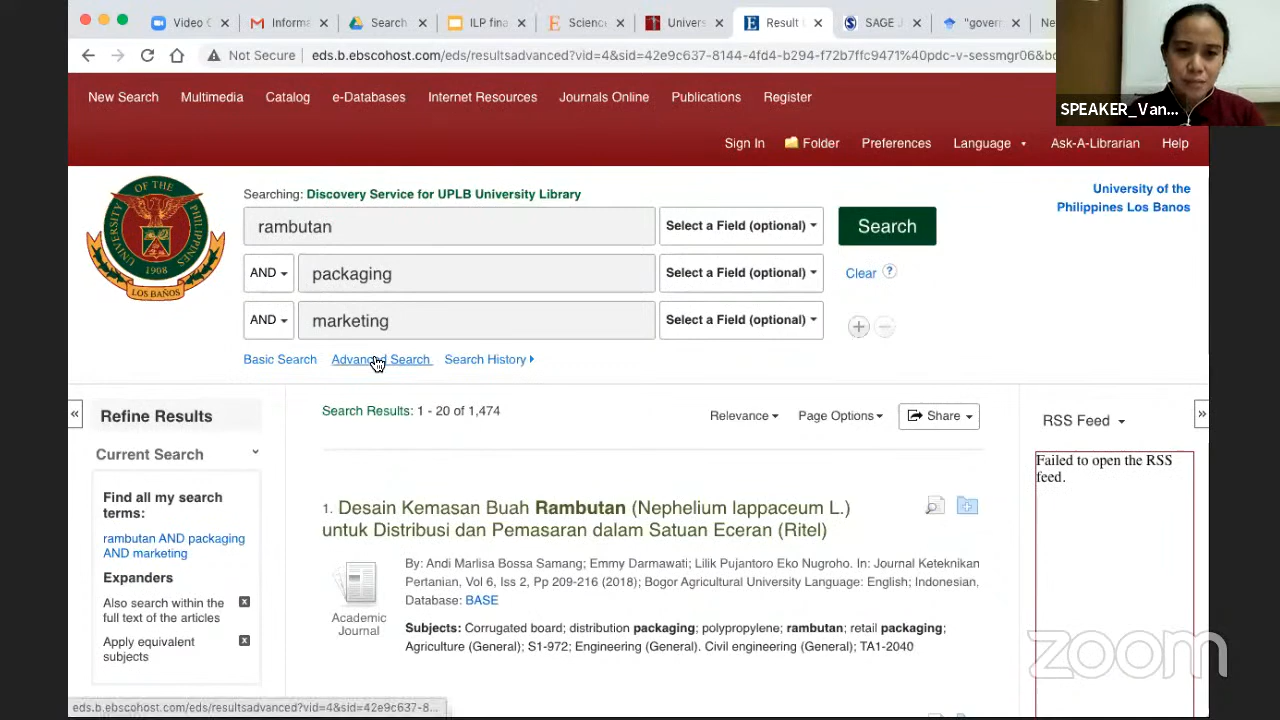 Video C
Informa
Search
ILP fina
Science
Univers
Result
SAGE J
"gover
Ne
Not Secure
eds.b.ebscohost.com/eds/resultsadvanced?vid=4&sid=42e9c637-8144-4fd4-b294-f72b7ffc9471%40pdc-v-sessmgr06&bo
SPEAKER_Van...
New Search
Multimedia
Catalog
e-Databases
Internet Resources
Journals Online
Publications
Register
Sign In
Folder
Preferences
Language
Ask-A-Librarian
Help
UNIVERSITY OF THE PHILIPPINES
1908
LOS BAÑOS
Searching: Discovery Service for UPLB University Library
University of the
Philippines Los Banos
rambutan
Select a Field (optional)
Search
AND
packaging
Select a Field (optional)
Clear ?
AND
marketing
Select a Field (optional)
Basic Search
Advanced Search
Search History
«
Refine Results
Current Search
Find all my search
terms:
rambutan AND packaging
AND marketing
Expanders
Also search within the
full text of the articles
Apply equivalent
subjects
Search Results: 1 - 20 of 1,474
Relevance
Page Options
Share
1. Desain Kemasan Buah Rambutan (Nephelium lappaceum L.)
untuk Distribusi dan Pemasaran dalam Satuan Eceran (Ritel)
Academic
Journal
By: Andi Marlisa Bossa Samang; Emmy Darmawati; Lilik Pujantoro Eko Nugroho. In: Journal Keteknikan
Pertanian, Vol 6, Iss 2, Pp 209-216 (2018); Bogor Agricultural University Language: English; Indonesian,
Database: BASE
Subjects: Corrugated board; distribution packaging; polypropylene; rambutan; retail packaging;
Agriculture (General); S1-972; Engineering (General). Civil engineering (General); TA1-2040
»
RSS Feed
Failed to open the RSS
feed.
zoom
eds.b.ebscohost.com/eds/resultsadvanced?vid=4&sid=42e9c637-8...